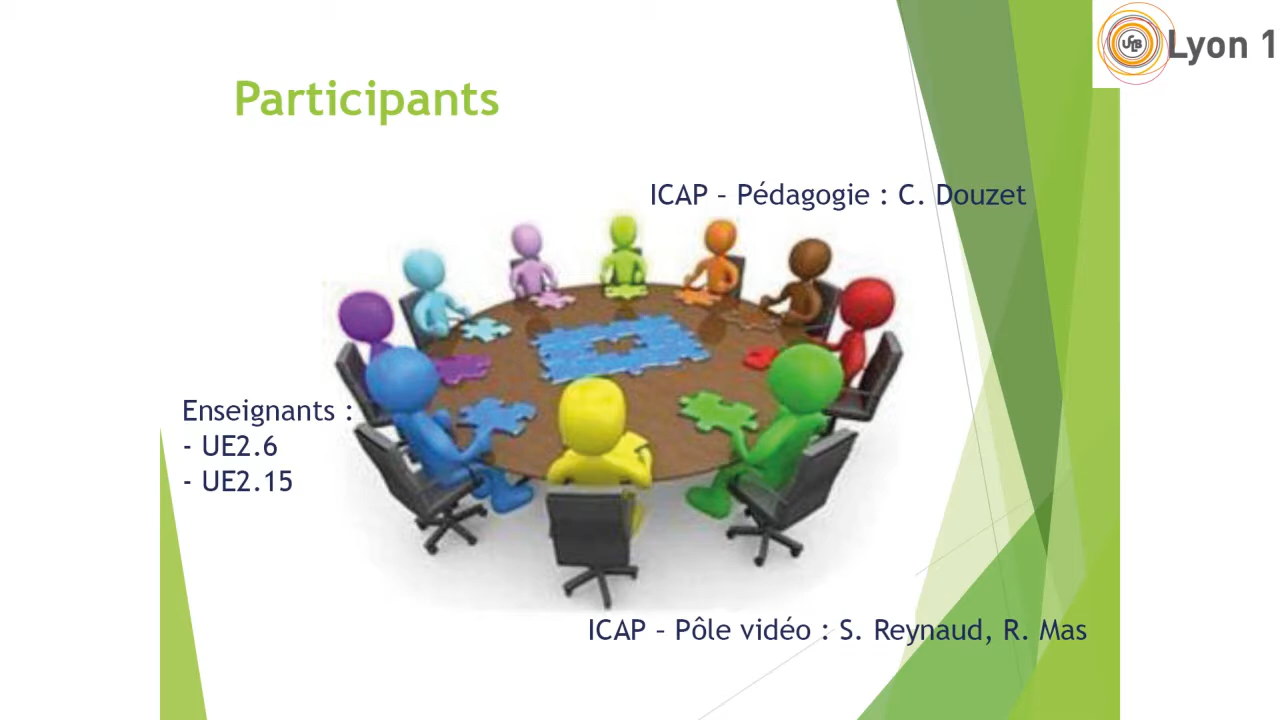 Lyon 1
Participants
ICAP – Pédagogie : C. Douzet
Enseignants :
- UE2.6
- UE2.15
ICAP – Pôle vidéo : S. Reynaud, R. Mas